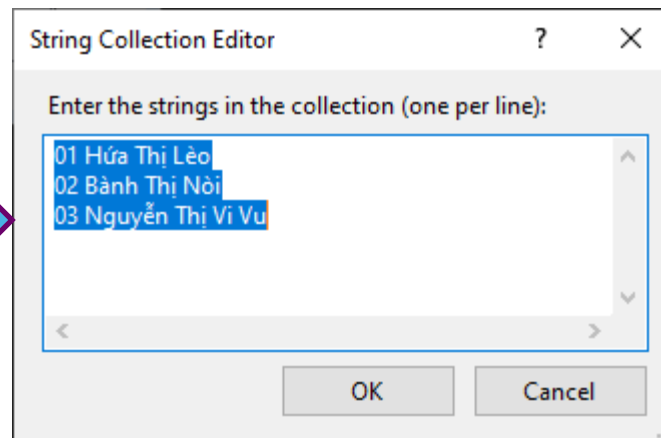 String Collection Editor
Enter the strings in the collection (one per line):
01 Hứa Thị Lèo
02 Bành Thị Nòi
03 Nguyễn Thị Vi Vu
OK
Cancel